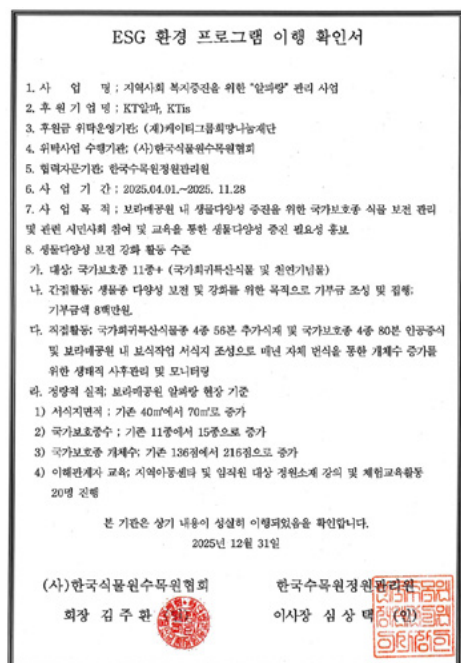 ESG 환경 프로그램 이행 확인서
1. 사 업 명 : 지역사회 복지증진을 위한 "알파랑" 관리 사업
2. 후 원 기 업 명 : KT알파, KTis
3. 후원금 위탁운영기관: (재)케이티그룹희망나눔재단
4. 위탁사업 수행기관: (사)한국식물원수목원협회
5. 협력자문기관: 한국수목원정원관리원
6. 사 업 기 간 : 2025.04.01.~2025. 11.28
7. 사 업 목 적 : 보라매공원 내 생물다양성 증진을 위한 국가보호종 식물 보전 관리
및 관련 시민사회 참여 및 교육을 통한 생물다양성 증진 필요성 홍보
8. 생물다양성 보전 강화 활동 수준
가. 대상: 국가보호종 11종+ (국가희귀특산식물 및 천연기념물)
나. 간접활동: 생물종 다양성 보전 및 강화를 위한 목적으로 기부금 조성 및 집행:
기부금액 8백만원.
다. 직접활동: 국가희귀특산식물종 4종 56본 추가식재 및 국가보호종 4종 80본 인공증식
및 보라매공원 내 보식작업 서식지 조성으로 매년 자체 번식을 통한 개체수 증가를
위한 생태적 사후관리 및 모니터링
라. 정량적 실적: 보라매공원 알파랑 현장 기준
1) 서식지면적 : 기존 40㎡에서 70㎡로 증가
2) 국가보호종수 : 기존 11종에서 15종으로 증가
3) 국가보호종 개체수: 기존 136점에서 216점으로 증가
4) 이해관계자 교육: 지역아동센타 및 임직원 대상 정원소재 강의 및 체험교육활동
20명 진행
본 기관은 상기 내용이 성실히 이행되었음을 확인합니다.
2025년 12월 31일
(사)한국식물원수목원협회 한국수목원정원관리원
회장 김 주 환 이사장 심 상 택 (인)